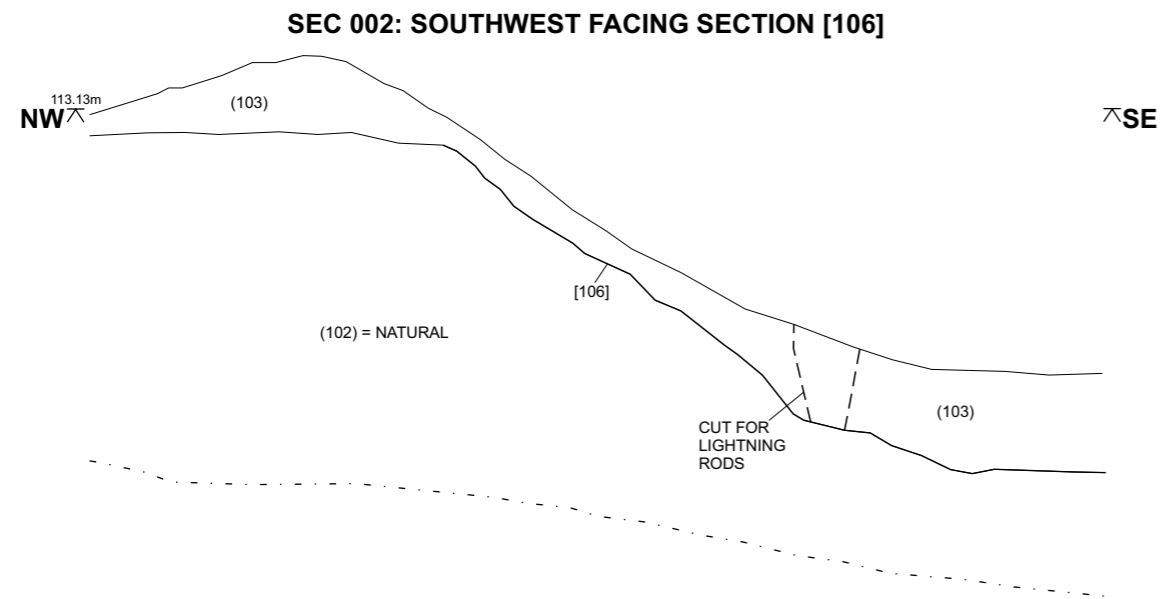 SEC 002: SOUTHWEST FACING SECTION [106]
113.13m
NW
SE
(103)
[106]
(102) = NATURAL
(103)
CUT FOR
LIGHTNING
RODS